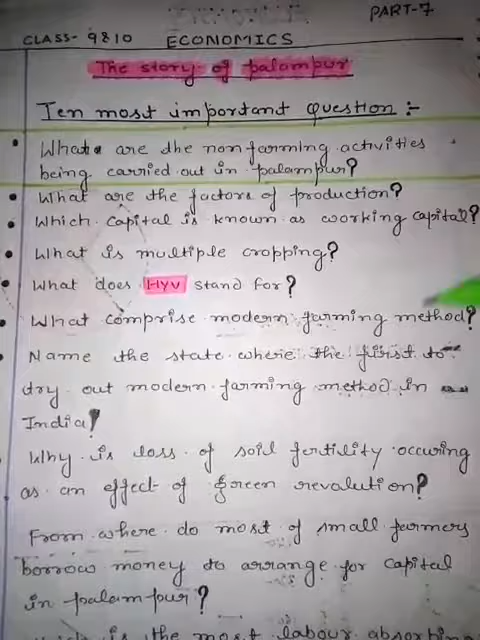 PART-7
CLASS- 9&10 ECONOMICS
The story of palampur
Ten most important question :-
What are the nonfarming activities
being carried out in palampur?
What are the factors of production?
Which capital is known as working capital?
What is multiple cropping?
What does HYV stand for?
What comprise modern farming method?
Name the state where the first to
try out modern farming method in
India?
Why is loss of soil fertility occuring
as an effect of green revolution?
From where do most of small farmers
borrow money to arrange for capital
in palampur?
is the most labour absorbing